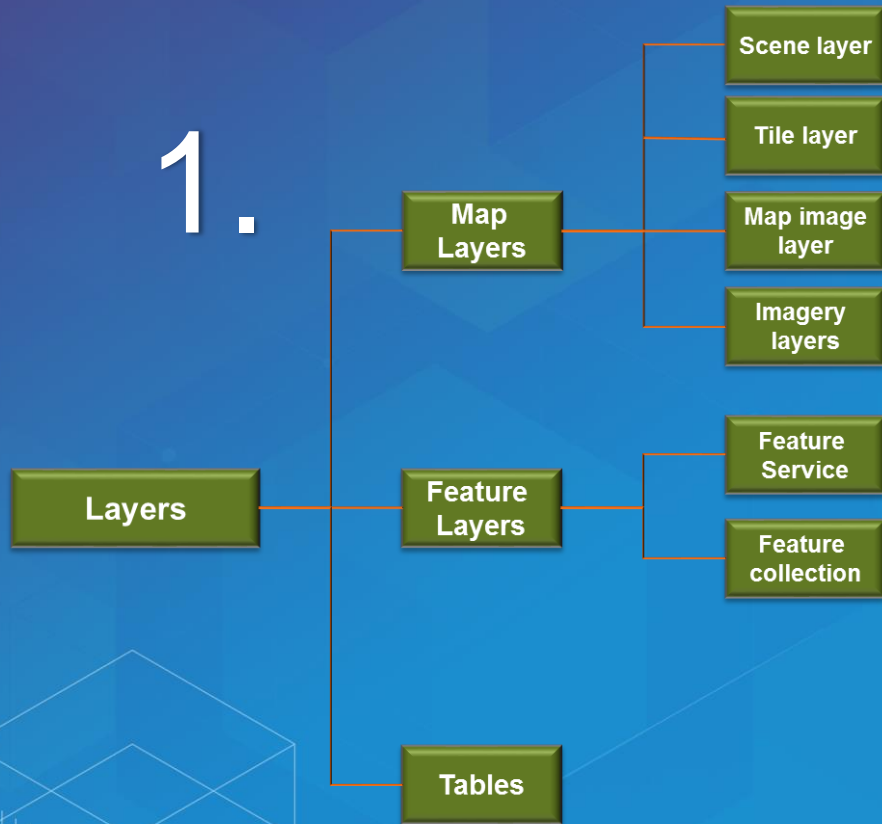 1.
Layers
Map
Layers
Scene layer
Tile layer
Map image
layer
Imagery
layers
Feature
Layers
Feature
Service
Feature
collection
Tables